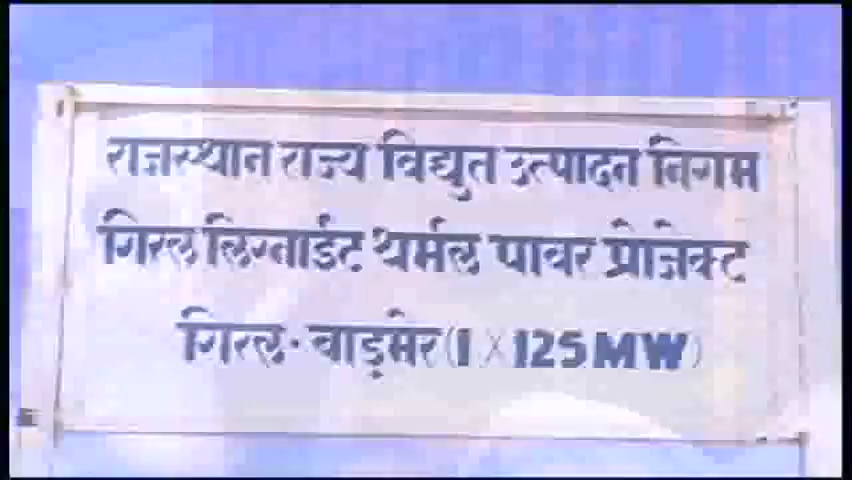 राजस्थान राज्य विद्युत उत्पादन निगम
गिरल लिग्नाईट थर्मल पावर प्रोजेक्ट
गिरल - बाड़मेर (1 X 125 MW)